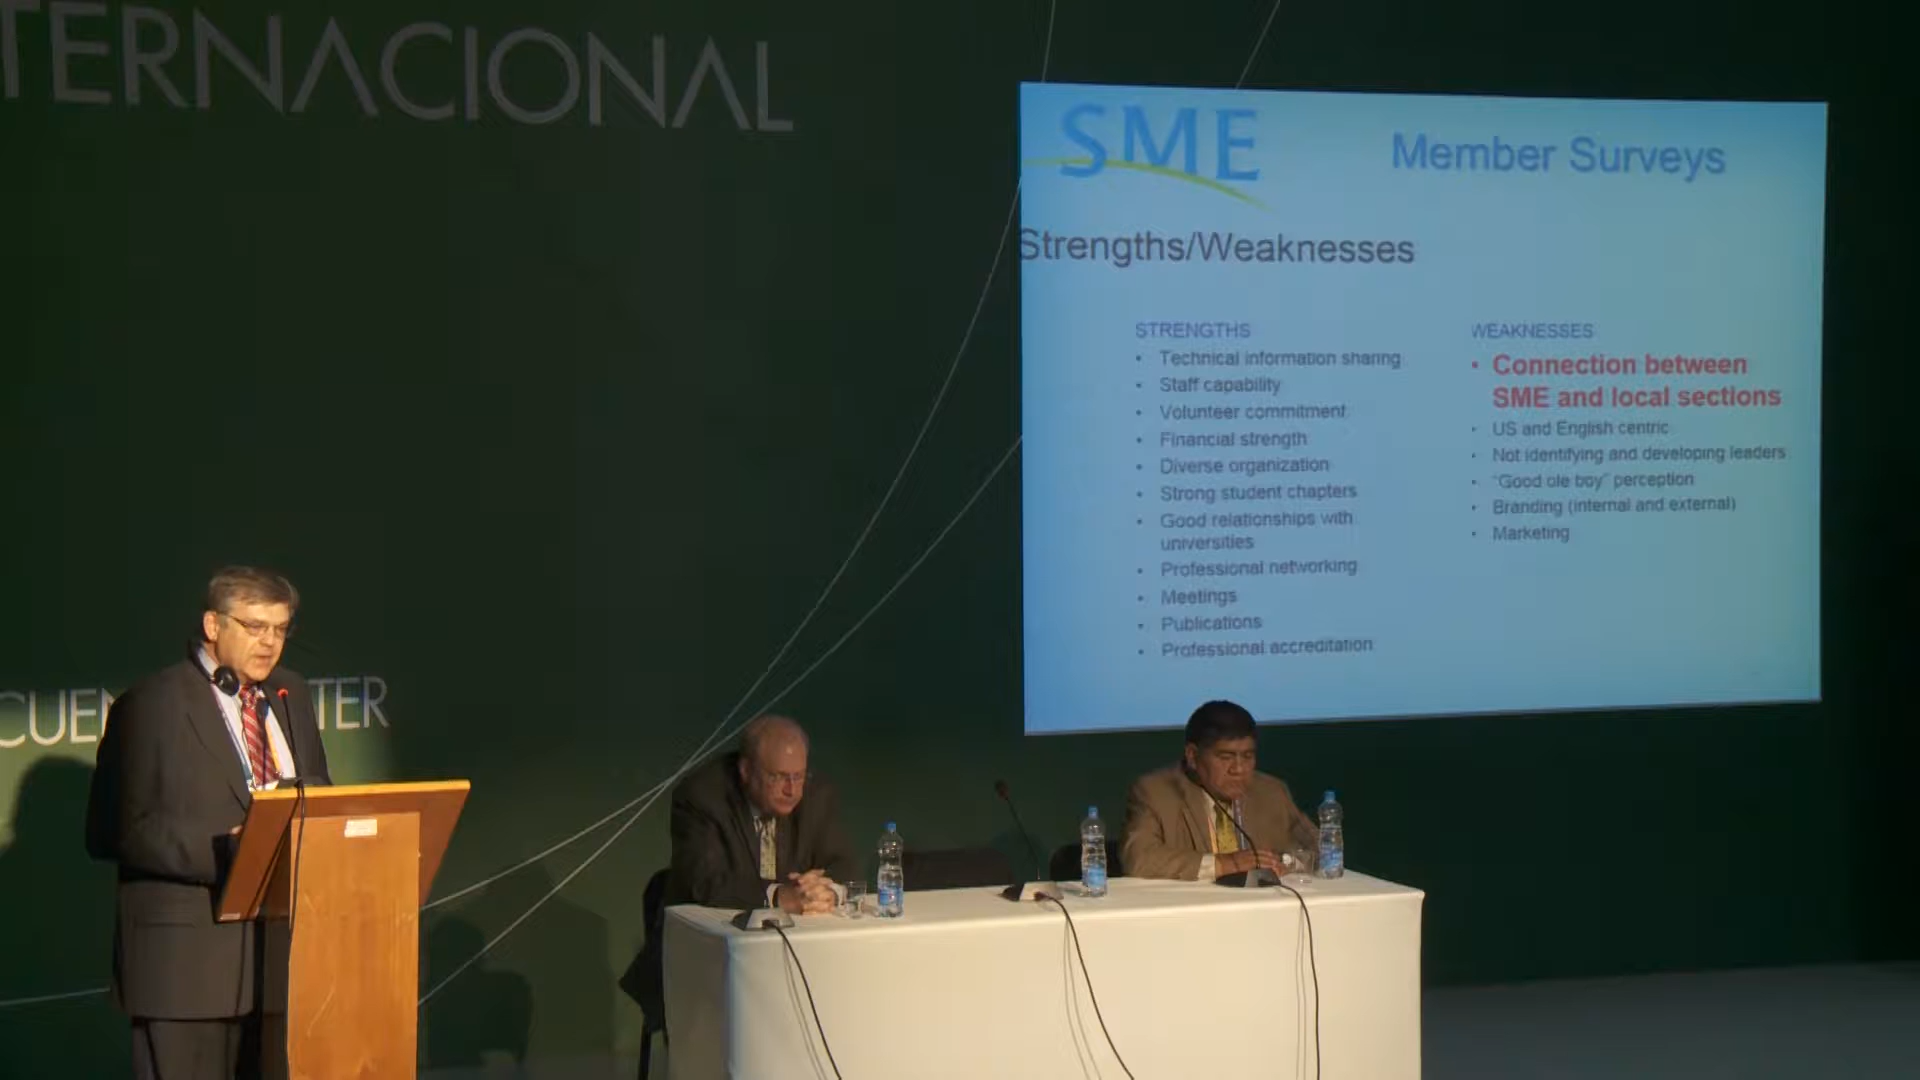 TERNACIONAL
CUEN TER
SME
Member Surveys
Strengths/Weaknesses
STRENGTHS
• Technical information sharing
• Staff capability
• Volunteer commitment
• Financial strength
• Diverse organization
• Strong student chapters
• Good relationships with
universities
• Professional networking
• Meetings
• Publications
• Professional accreditation
WEAKNESSES
• Connection between
SME and local sections
• US and English centric
• Not identifying and developing leaders
• "Good ole boy" perception
• Branding (internal and external)
• Marketing